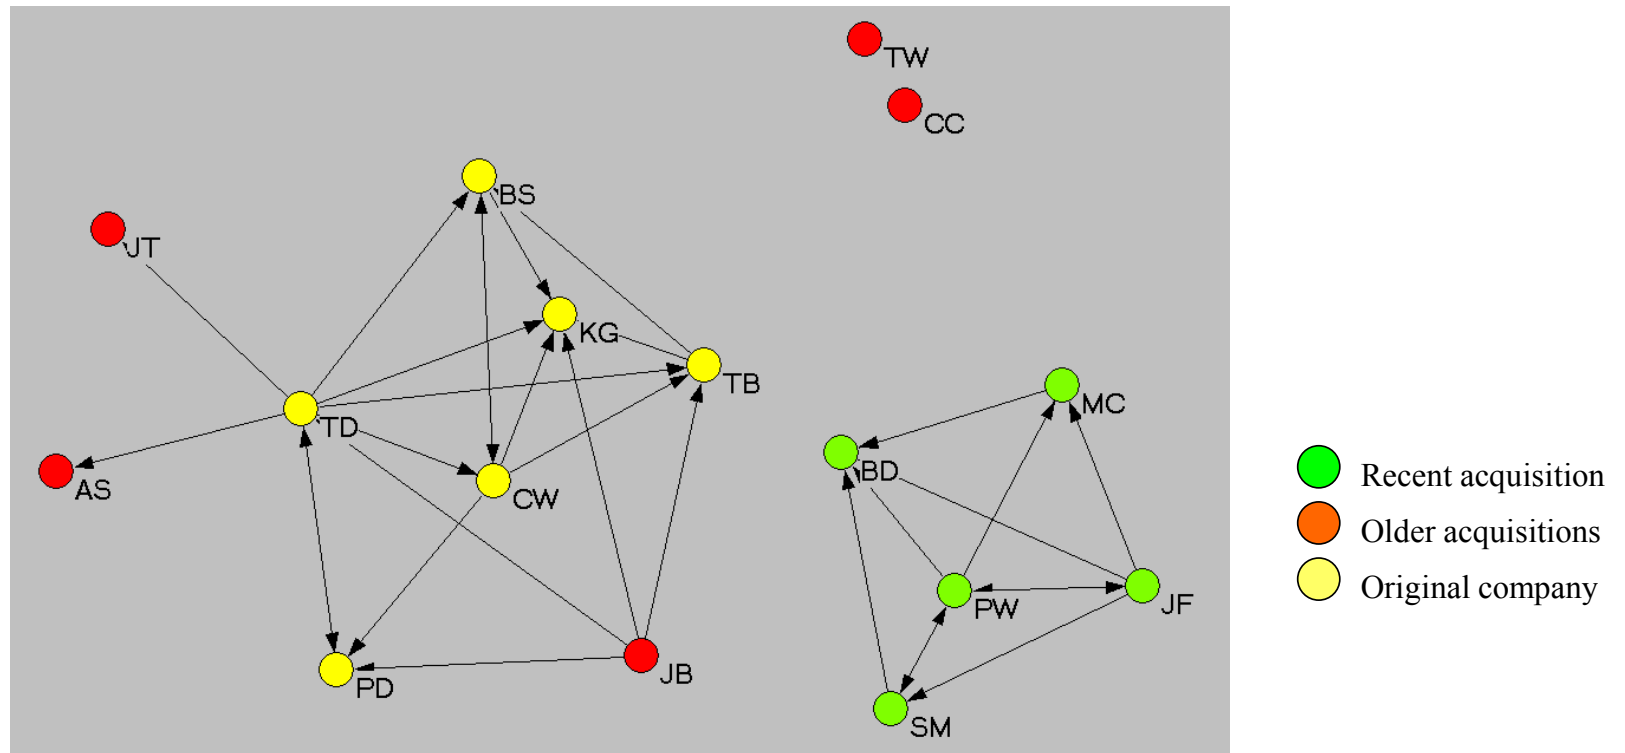 TW
CC
BS
JT
KG
TB
MC
TD
BD
AS
CW
Recent acquisition
Older acquisitions
Original company
PW
JF
PD
JB
SM